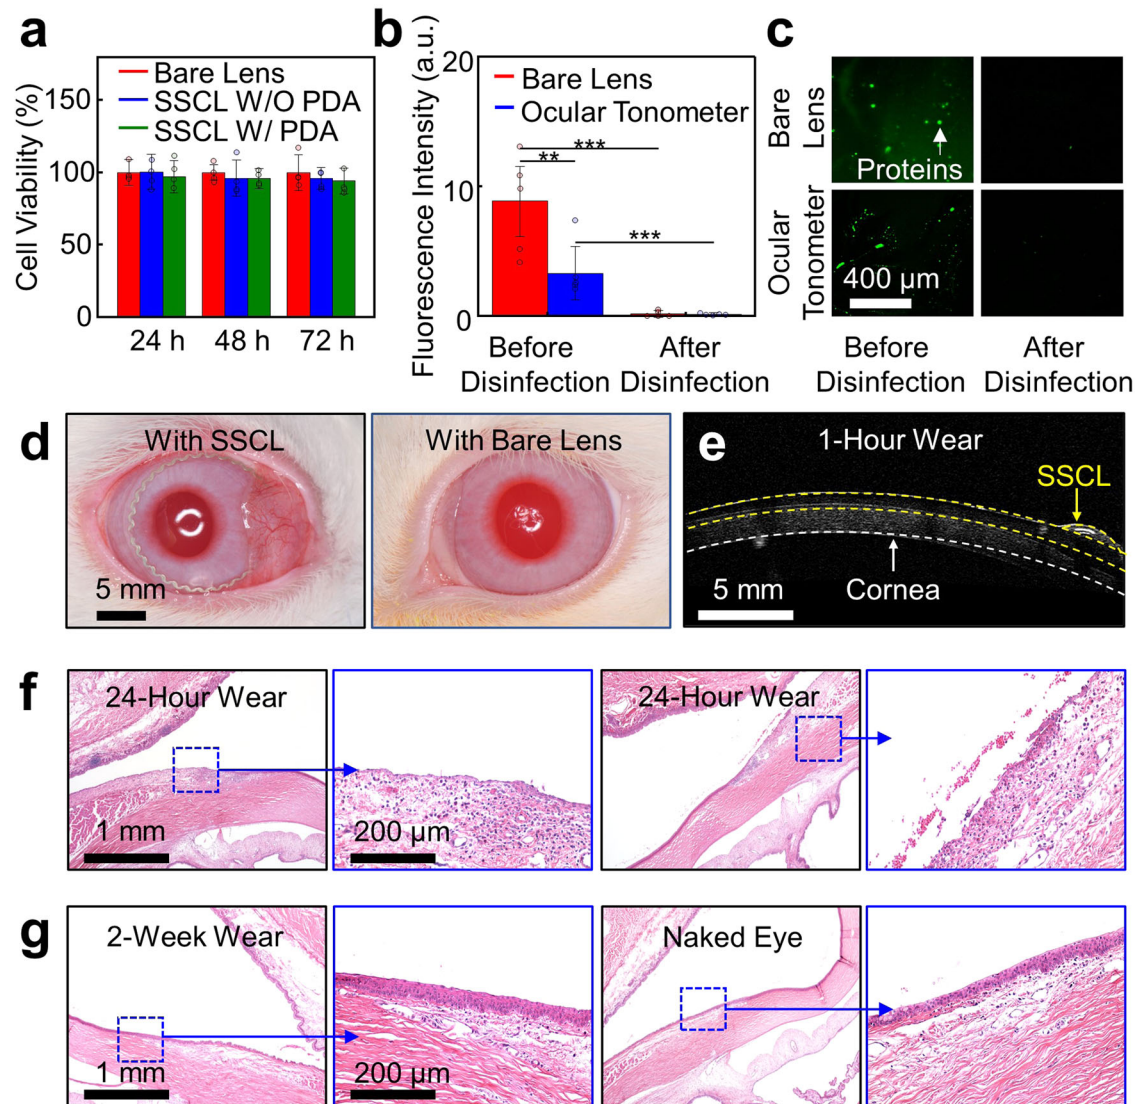 a
Cell Viability (%)
150
100
50
0
Bare Lens
SSCL W/O PDA
SSCL W/ PDA
24 h 48 h 72 h
b
Fluorescence Intensity (a.u.)
20
10
0
Bare Lens
Ocular Tonometer
***
**
***
Before
Disinfection
After
Disinfection
c
Bare
Lens
Proteins
Ocular
Tonometer
400 µm
Before
Disinfection
After
Disinfection
d
With SSCL
5 mm
With Bare Lens
e
1-Hour Wear
SSCL
Cornea
5 mm
f
24-Hour Wear
1 mm
200 µm
24-Hour Wear
g
2-Week Wear
1 mm
200 µm
Naked Eye